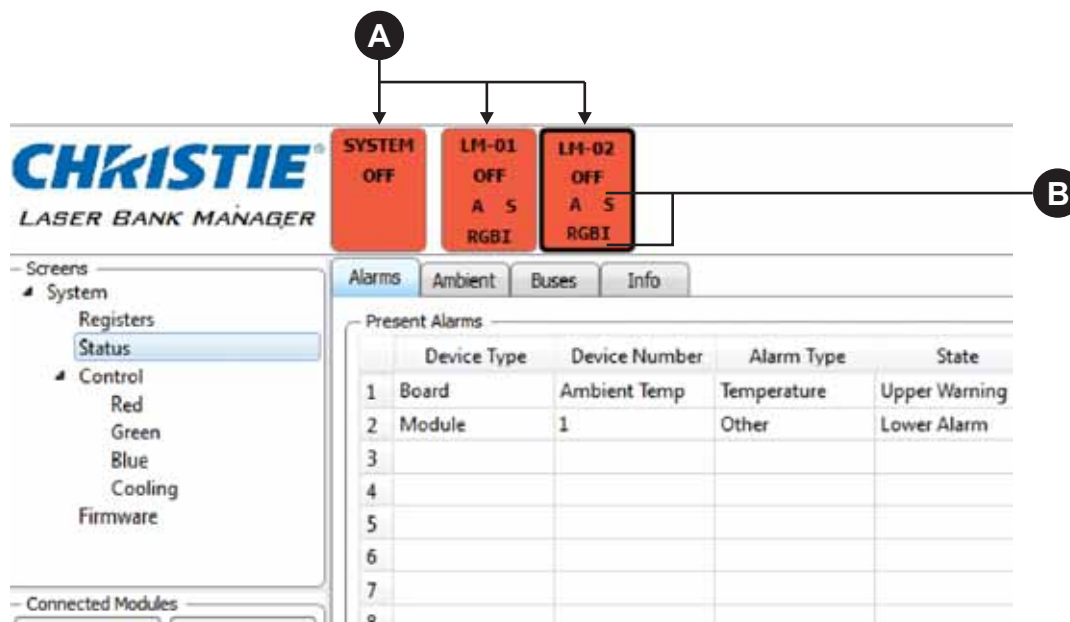 A
CHRISTIE®
LASER BANK MANAGER
SYSTEM
OFF
LM-01
OFF
A S
RGBI
LM-02
OFF
A S
RGBI
B
Screens
System
Registers
Status
Control
Red
Green
Blue
Cooling
Firmware
Connected Modules
Alarms Ambient Buses Info
Present Alarms
Device Type Device Number Alarm Type State
1 Board Ambient Temp Temperature Upper Warning
2 Module 1 Other Lower Alarm
3
4
5
6
7
8